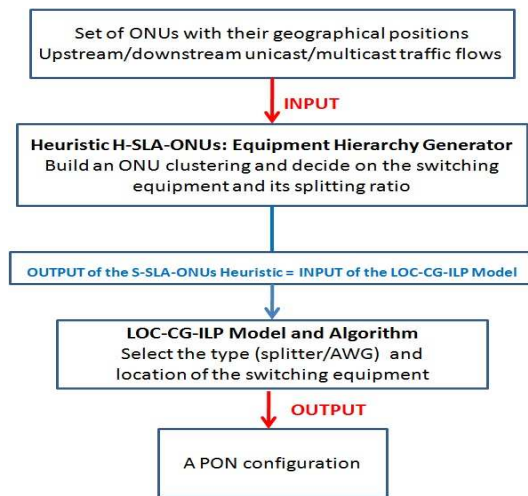 Set of ONUs with their geographical positions
Upstream/downstream unicast/multicast traffic flows
INPUT
Heuristic H-SLA-ONUs: Equipment Hierarchy Generator
Build an ONU clustering and decide on the switching
equipment and its splitting ratio
OUTPUT of the S-SLA-ONUs Heuristic = INPUT of the LOC-CG-ILP Model
LOC-CG-ILP Model and Algorithm
Select the type (splitter/AWG) and
location of the switching equipment
OUTPUT
A PON configuration